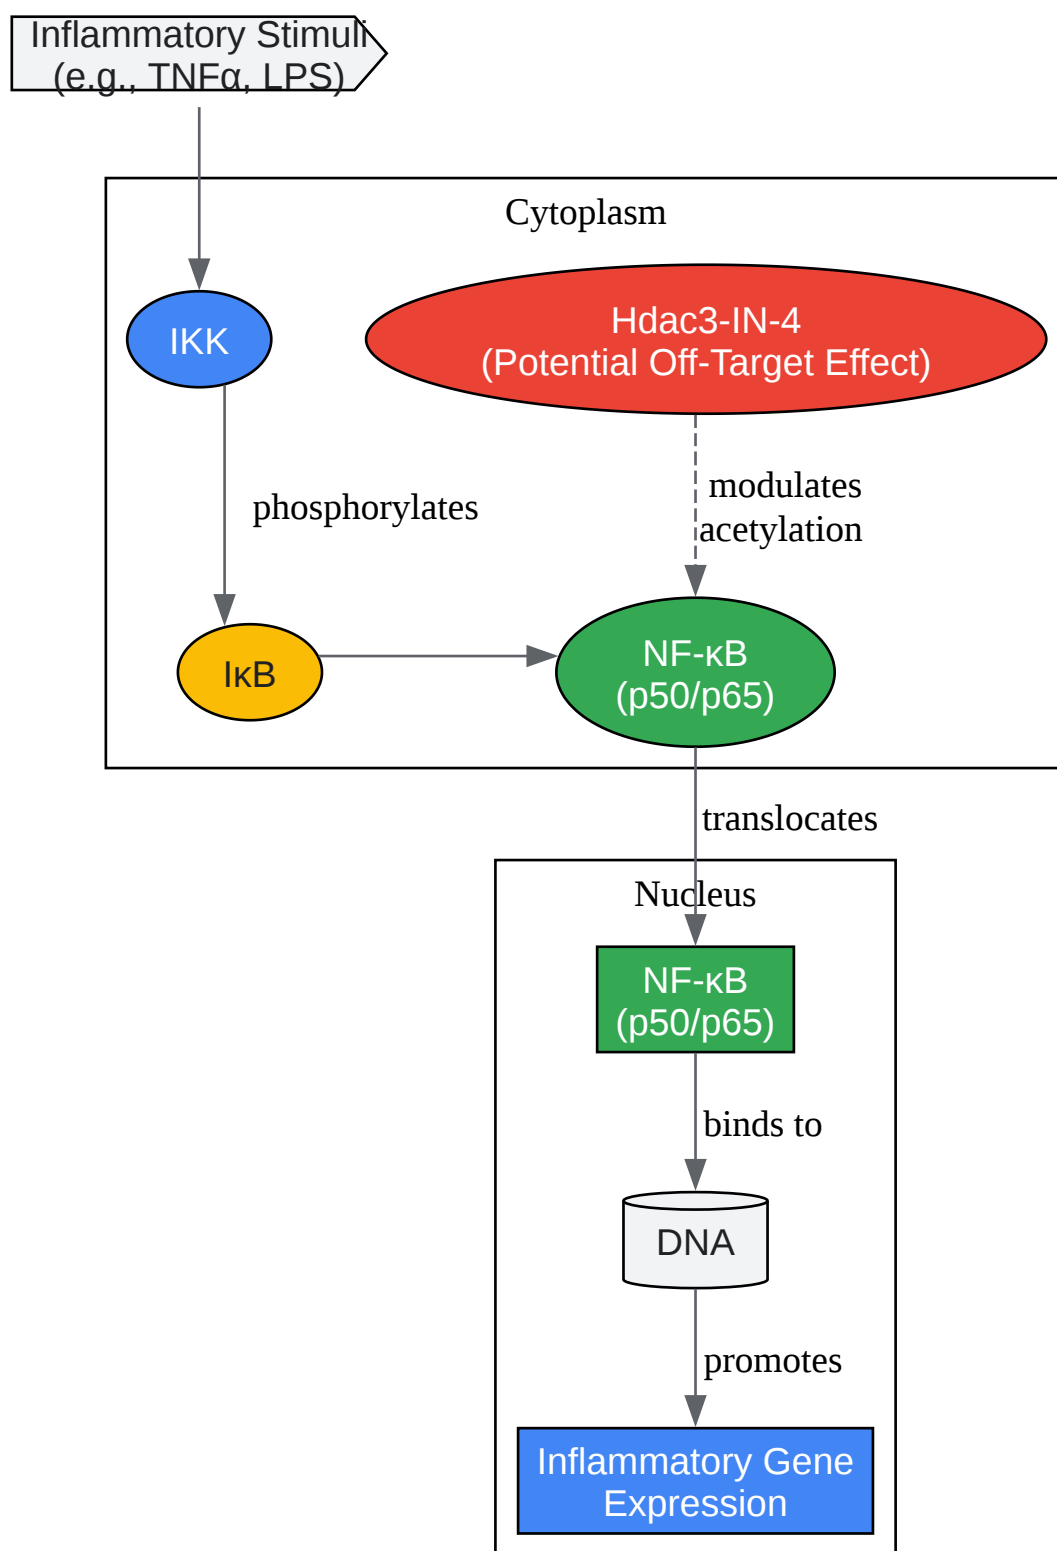 Inflammatory Stimuli
(e.g., TNFα, LPS)
Cytoplasm
Hdac3-IN-4
(Potential Off-Target Effect)
IKK
modulates
acetylation
phosphorylates
IκB
NF-κB
(p50/p65)
translocates
Nucleus
NF-κB
(p50/p65)
binds to
DNA
promotes
Inflammatory Gene
Expression